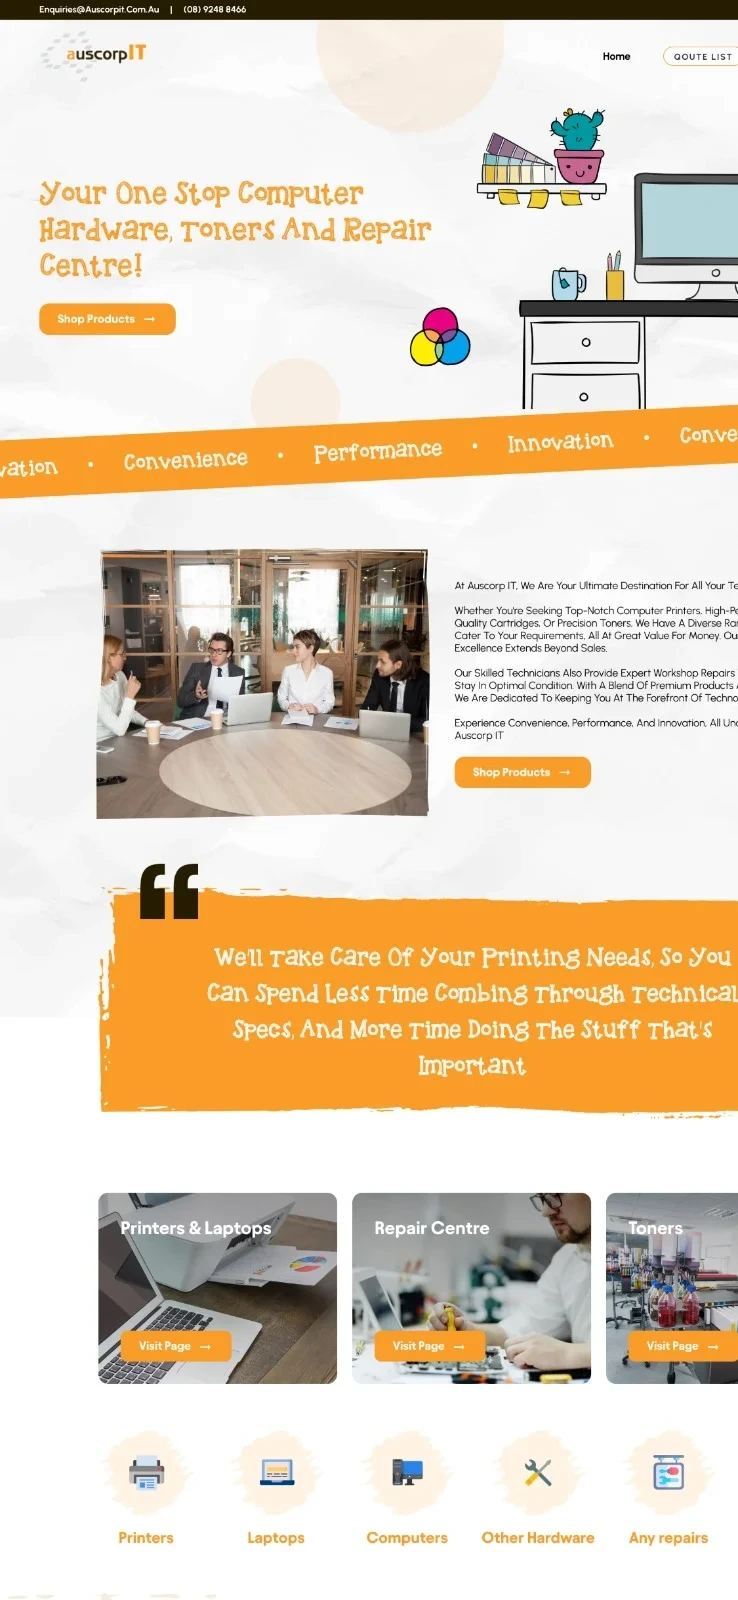 Enquiries@Auscorpit.Com.Au | (08) 9248 8466
auscorpIT
Home
QOUTE LIST
Your One Stop Computer
Hardware, Toners And Repair
Centre!
Shop Products →
vation • Convenience • Performance • Innovation • Conve
At Auscorp IT, We Are Your Ultimate Destination For All Your Te
Whether You're Seeking Top-Notch Computer Printers, High-Pe
Quality Cartridges, Or Precision Toners, We Have A Diverse Ran
Cater To Your Requirements, All At Great Value For Money. Ou
Excellence Extends Beyond Sales.
Our Skilled Technicians Also Provide Expert Workshop Repairs
Stay In Optimal Condition. With A Blend Of Premium Products A
We Are Dedicated To Keeping You At The Forefront Of Techno
Experience Convenience, Performance, And Innovation, All Und
Auscorp IT
Shop Products →
“
We'll Take Care Of Your Printing Needs, So You
Can Spend Less Time Combing Through Technical
Specs, And More Time Doing The Stuff That's
Important
Printers & Laptops
Visit Page →
Repair Centre
Visit Page →
Toners
Visit Page →
Printers
Laptops
Computers
Other Hardware
Any repairs